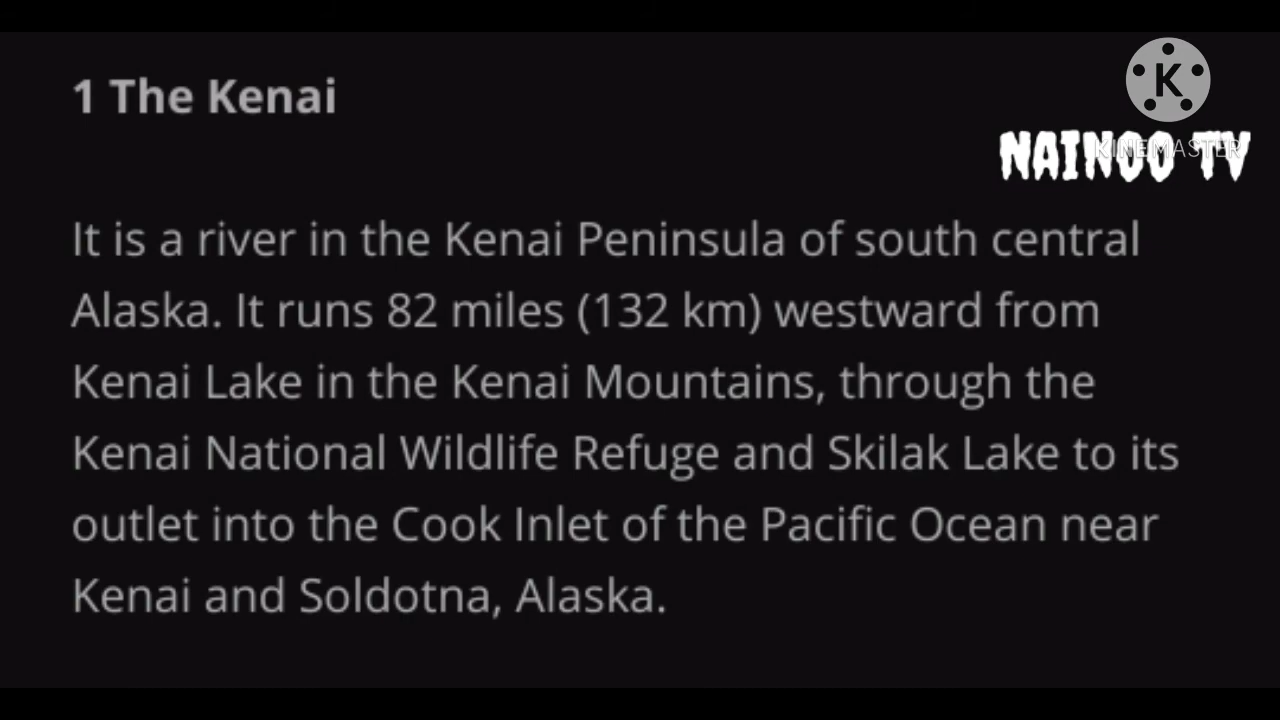 1 The Kenai
K
KINEMASTER
NAINOO TV
It is a river in the Kenai Peninsula of south central
Alaska. It runs 82 miles (132 km) westward from
Kenai Lake in the Kenai Mountains, through the
Kenai National Wildlife Refuge and Skilak Lake to its
outlet into the Cook Inlet of the Pacific Ocean near
Kenai and Soldotna, Alaska.